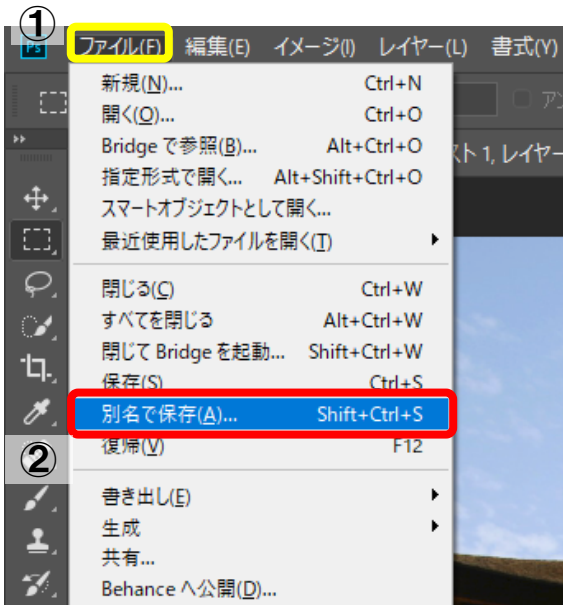 ①
Ps ファイル(F) 編集(E) イメージ(I) レイヤー(L) 書式(Y)
新規(N)... Ctrl+N
開く(O)... Ctrl+O
Bridge で参照(B)... Alt+Ctrl+O
指定形式で開く... Alt+Shift+Ctrl+O
スマートオブジェクトとして開く...
最近使用したファイルを開く(T)
閉じる(C) Ctrl+W
すべてを閉じる Alt+Ctrl+W
閉じて Bridge を起動... Shift+Ctrl+W
保存(S) Ctrl+S
別名で保存(A)... Shift+Ctrl+S
②
復帰(V) F12
書き出し(E)
生成
共有...
Behance へ公開(D)...
アン
スト 1, レイヤー